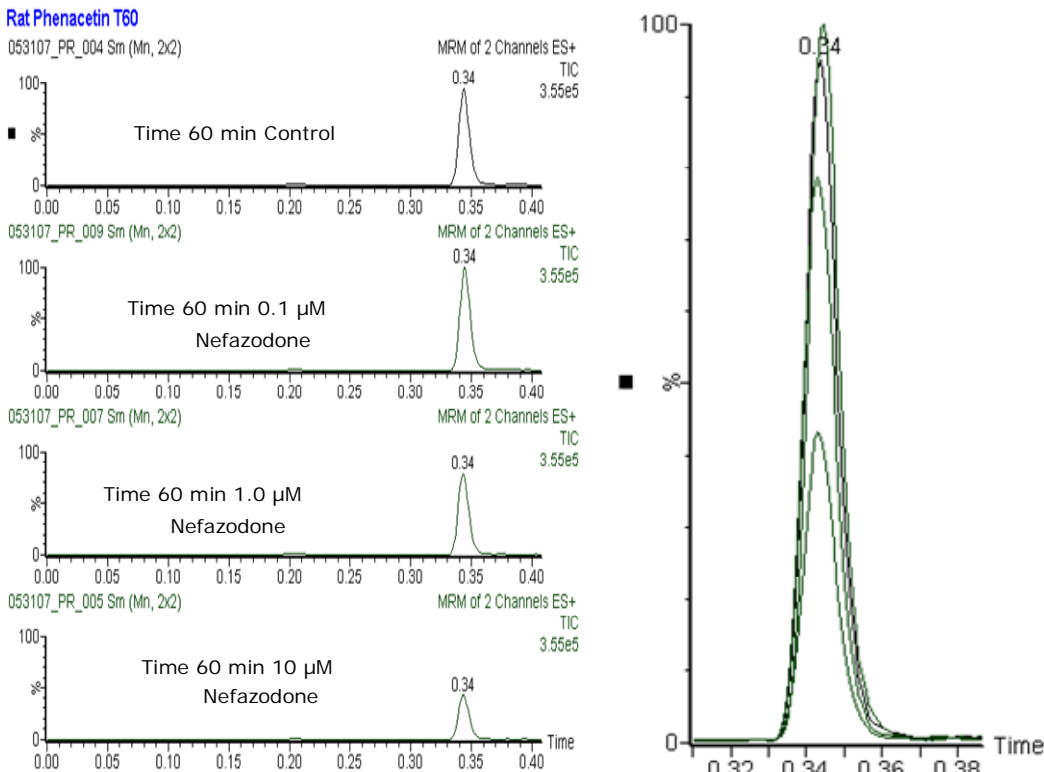 Rat Phenacetin T60
053107_PR_004 Sm (Mn, 2x2)
MRM of 2 Channels ES+
TIC
3.55e5
0.34
100
%
0
Time 60 min Control
0.00 0.05 0.10 0.15 0.20 0.25 0.30 0.35 0.40
053107_PR_009 Sm (Mn, 2x2)
MRM of 2 Channels ES+
TIC
3.55e5
0.34
100
%
0
Time 60 min 0.1 µM
Nefazodone
0.00 0.05 0.10 0.15 0.20 0.25 0.30 0.35 0.40
053107_PR_007 Sm (Mn, 2x2)
MRM of 2 Channels ES+
TIC
3.55e5
0.34
100
%
0
Time 60 min 1.0 µM
Nefazodone
0.00 0.05 0.10 0.15 0.20 0.25 0.30 0.35 0.40
053107_PR_005 Sm (Mn, 2x2)
MRM of 2 Channels ES+
TIC
3.55e5
0.34
100
%
0
Time 60 min 10 µM
Nefazodone
Time
0.00 0.05 0.10 0.15 0.20 0.25 0.30 0.35 0.40
100
0.34
%
0
Time
0.32 0.34 0.36 0.38